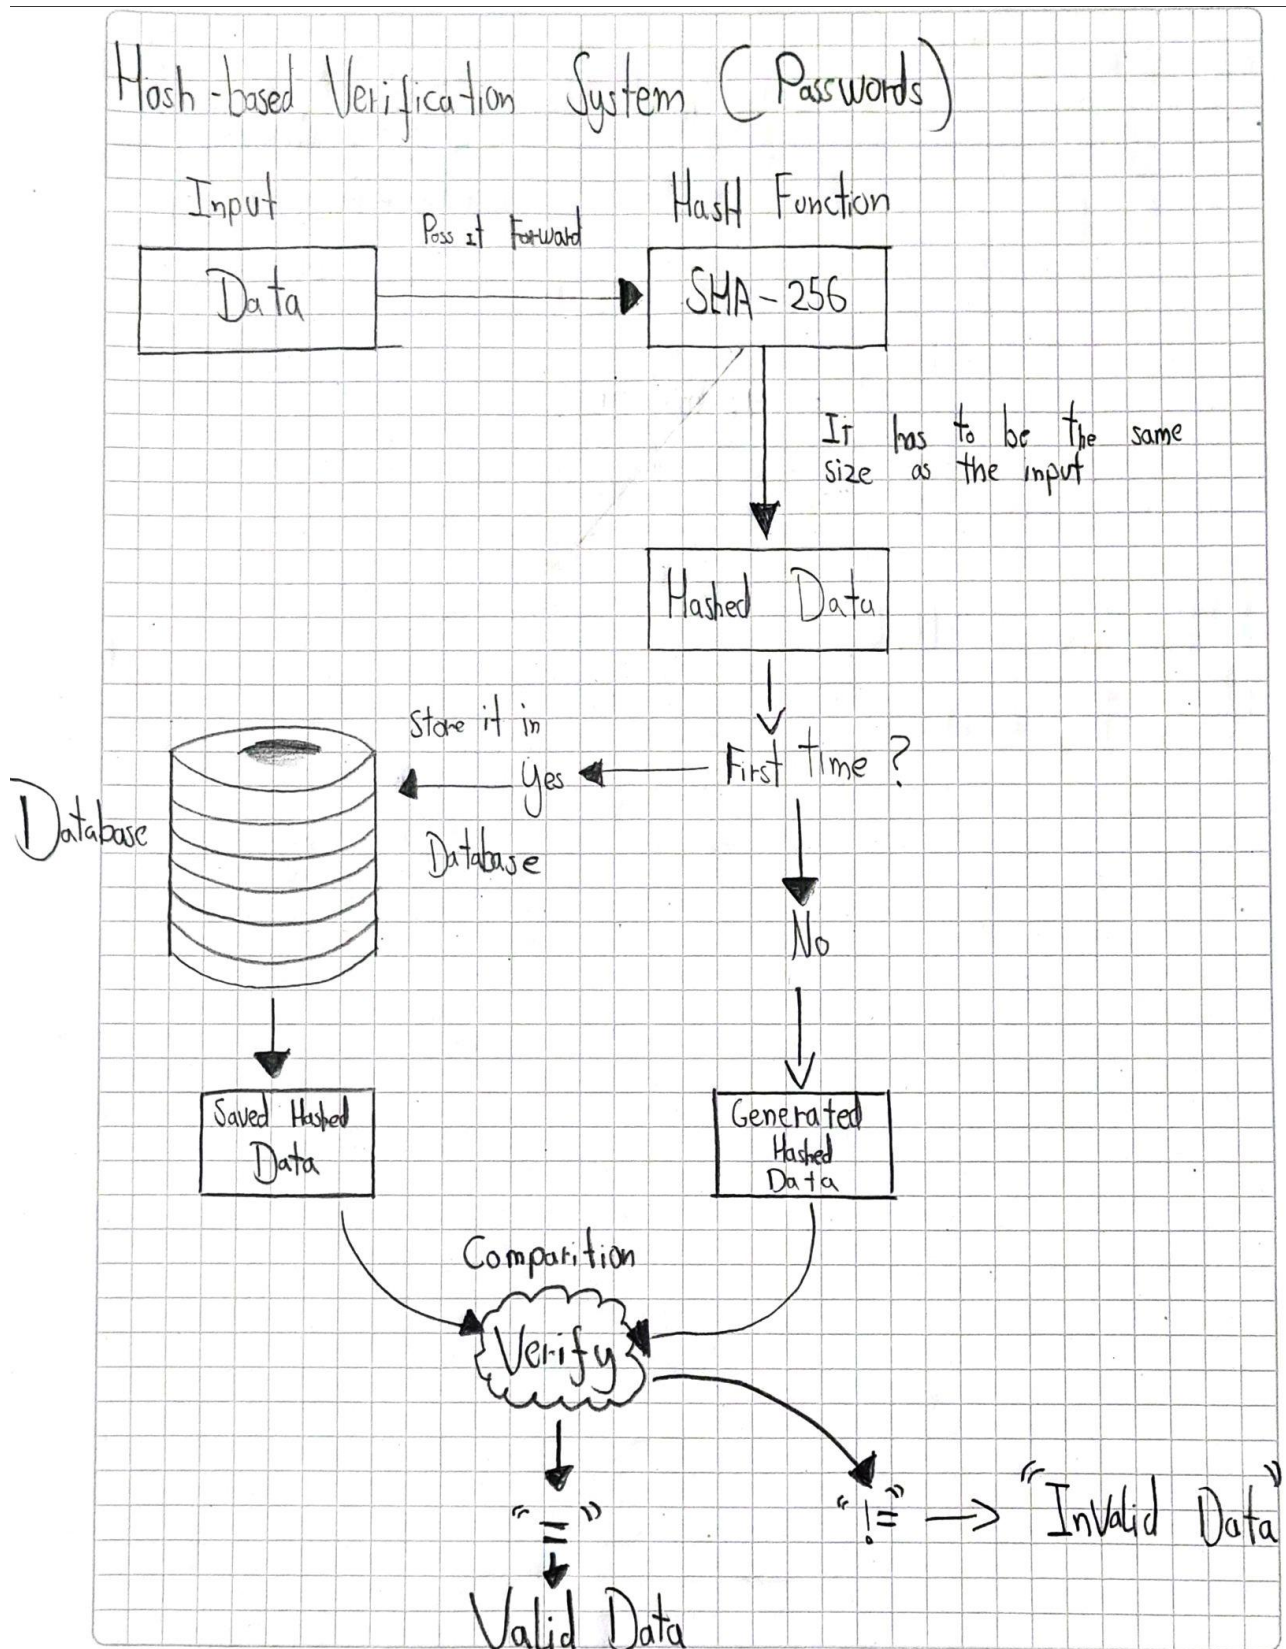 Hash-based Verification System (Passwords)
Input
Pass it Forward
HasH Function
Data
SHA-256
It has to be the same
size as the input
Hashed Data
Store it in
First time?
Yes
Database
Database
No
Saved Hashed
Data
Generated
Hashed
Data
Comparition
Verify
"="
"!="
"Invalid Data"
Valid Data